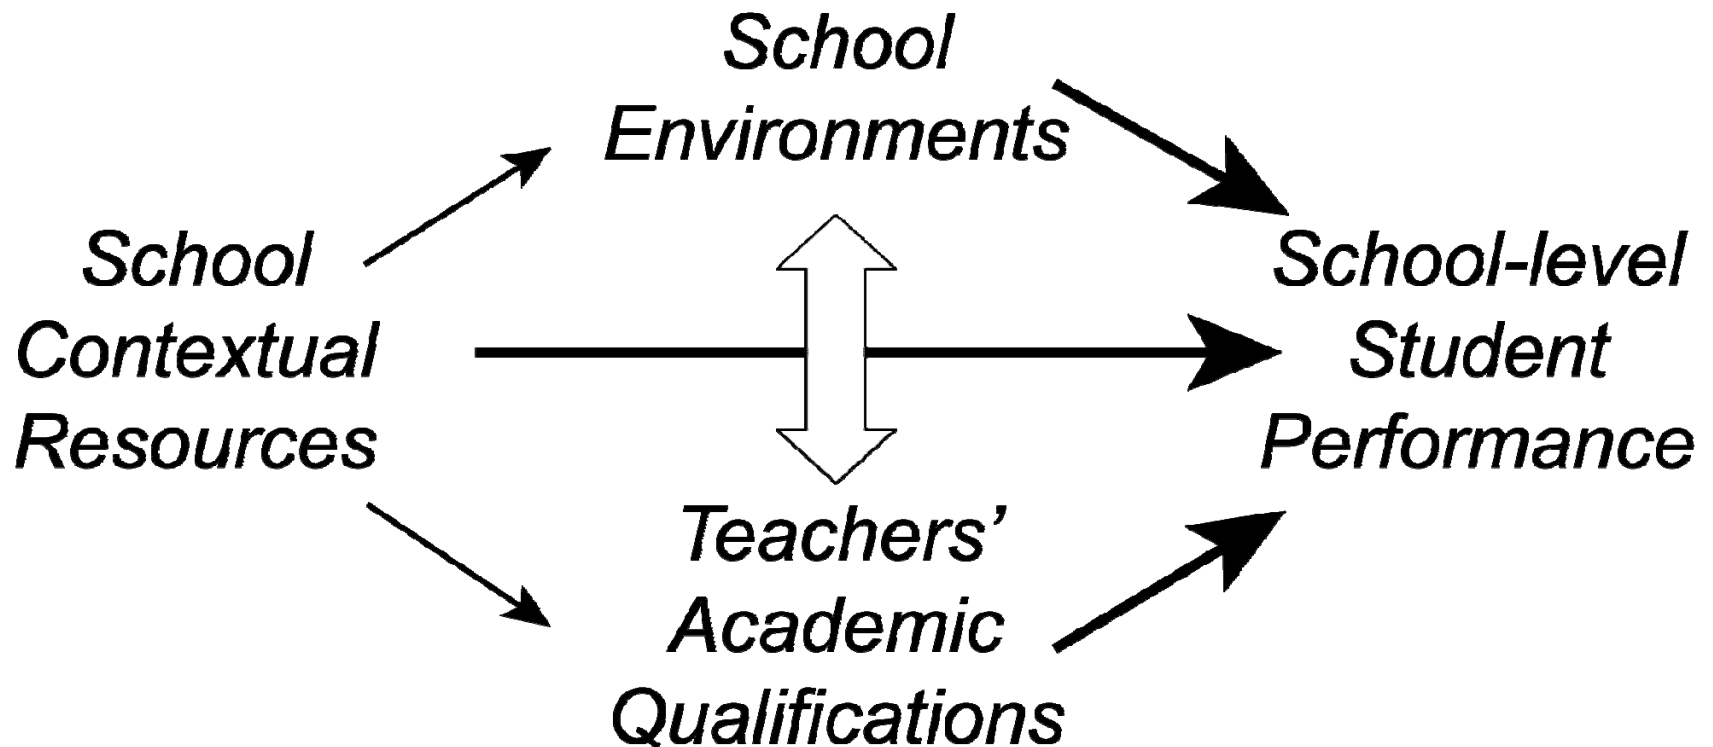 School
Environments
School
Contextual
Resources
School-level
Student
Performance
Teachers’
Academic
Qualifications